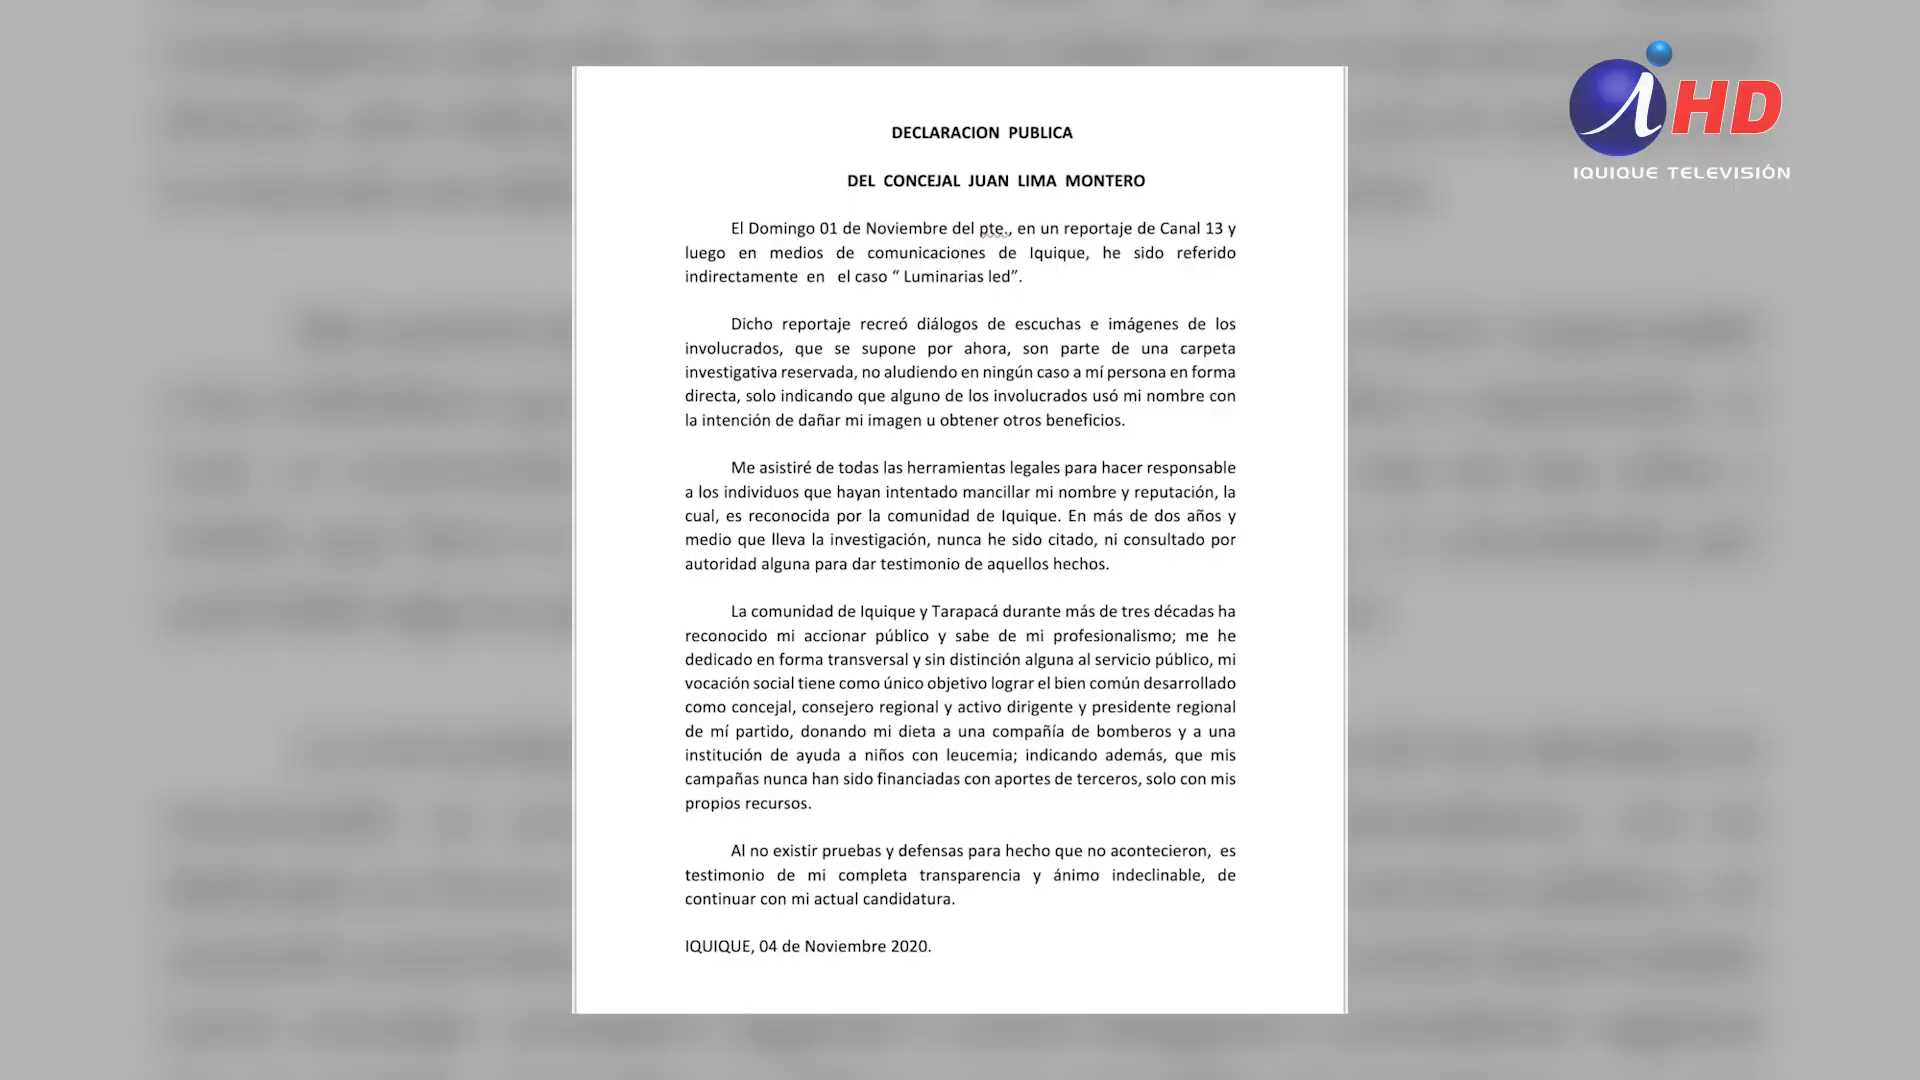 DECLARACION PUBLICA
DEL CONCEJAL JUAN LIMA MONTERO
El Domingo 01 de Noviembre del pte., en un reportaje de Canal 13 y
luego en medios de comunicaciones de Iquique, he sido referido
indirectamente en el caso “ Luminarias led”.
Dicho reportaje recreó diálogos de escuchas e imágenes de los
involucrados, que se supone por ahora, son parte de una carpeta
investigativa reservada, no aludiendo en ningún caso a mí persona en forma
directa, solo indicando que alguno de los involucrados usó mi nombre con
la intención de dañar mi imagen u obtener otros beneficios.
Me asistiré de todas las herramientas legales para hacer responsable
a los individuos que hayan intentado mancillar mi nombre y reputación, la
cual, es reconocida por la comunidad de Iquique. En más de dos años y
medio que lleva la investigación, nunca he sido citado, ni consultado por
autoridad alguna para dar testimonio de aquellos hechos.
La comunidad de Iquique y Tarapacá durante más de tres décadas ha
reconocido mi accionar público y sabe de mi profesionalismo; me he
dedicado en forma transversal y sin distinción alguna al servicio público, mi
vocación social tiene como único objetivo lograr el bien común desarrollado
como concejal, consejero regional y activo dirigente y presidente regional
de mí partido, donando mi dieta a una compañía de bomberos y a una
institución de ayuda a niños con leucemia; indicando además, que mis
campañas nunca han sido financiadas con aportes de terceros, solo con mis
propios recursos.
Al no existir pruebas y defensas para hecho que no acontecieron, es
testimonio de mi completa transparencia y ánimo indeclinable, de
continuar con mi actual candidatura.
IQUIQUE, 04 de Noviembre 2020.
HD
IQUIQUE TELEVISIÓN